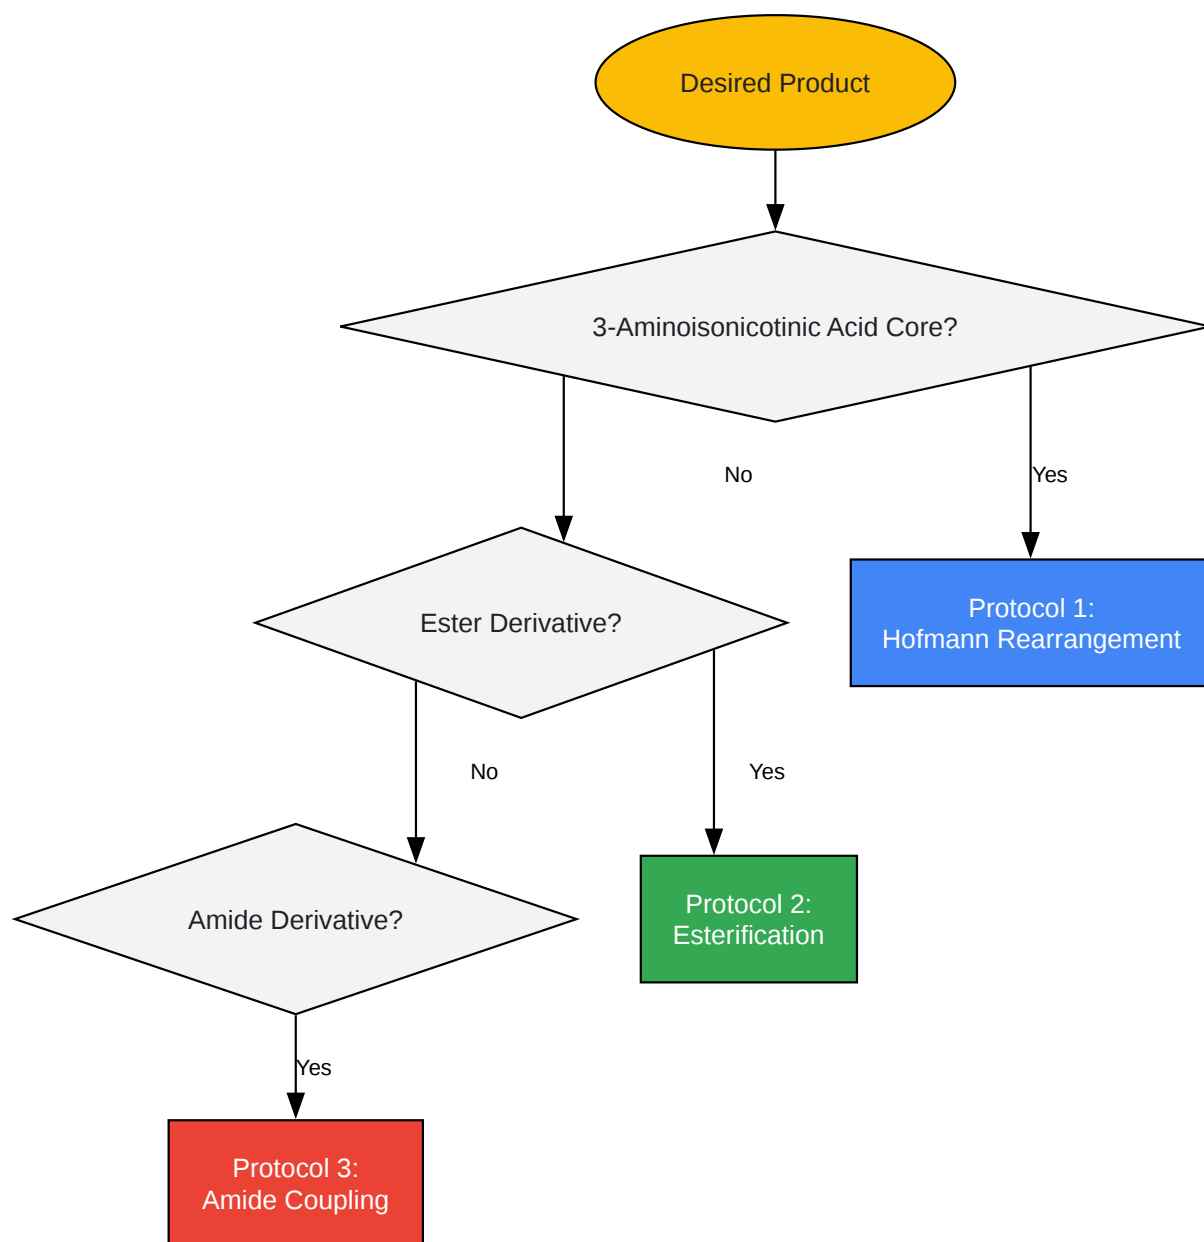 Desired Product
3-Aminoisonicotinic Acid Core?
No
Yes
Protocol 1:
Hofmann Rearrangement
Ester Derivative?
No
Yes
Protocol 2:
Esterification
Amide Derivative?
Yes
Protocol 3:
Amide Coupling